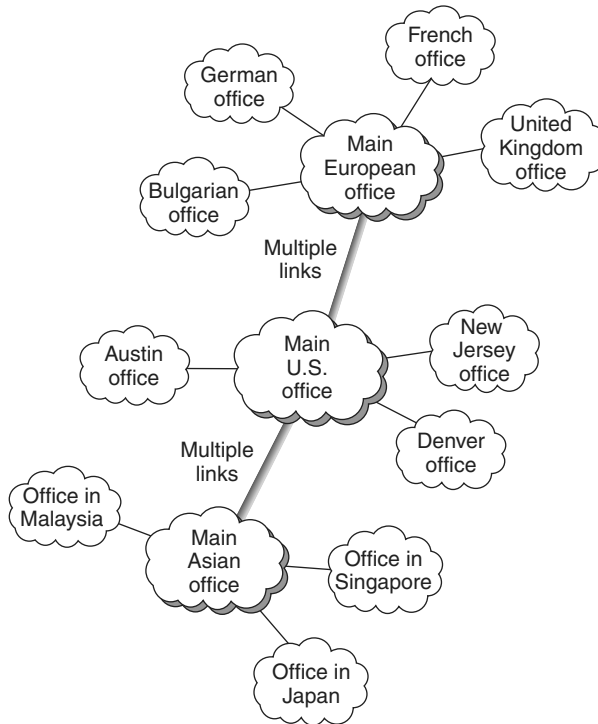 French
office
German
office
United
Kingdom
office
Main
European
office
Bulgarian
office
Multiple
links
Main
U.S.
office
New
Jersey
office
Austin
office
Denver
office
Multiple
links
Office in
Malaysia
Main
Asian
office
Office in
Singapore
Office in
Japan